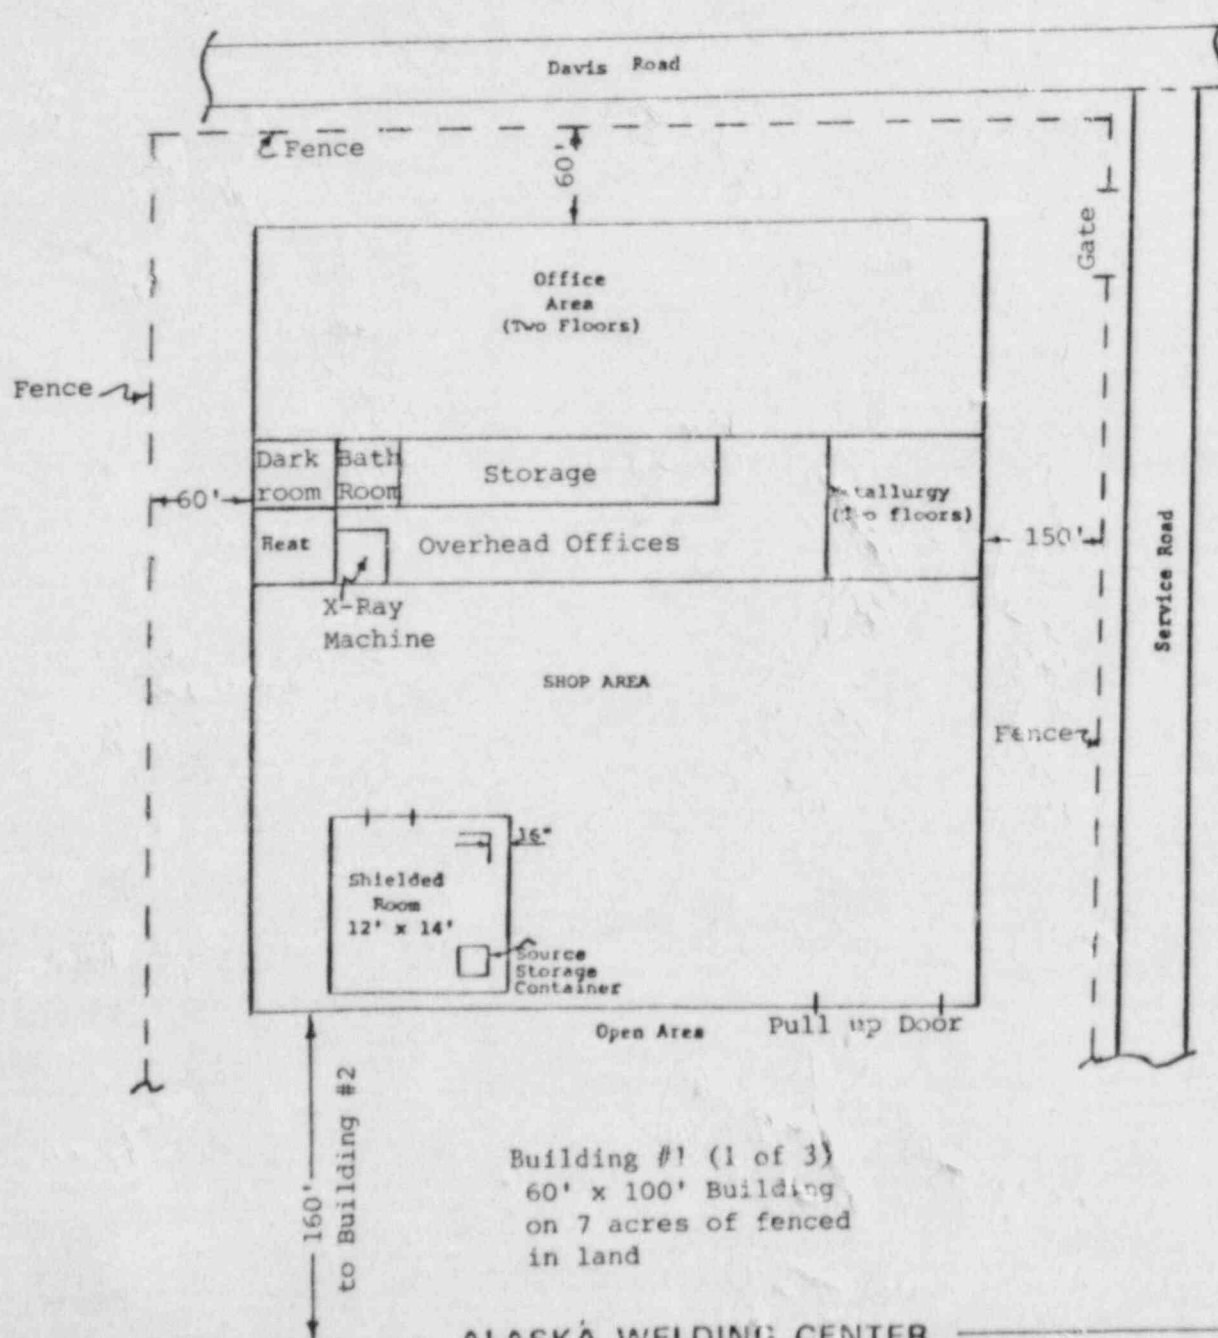 Davis Road
Fence
60'
Gate
Office
Area
(Two Floors)
Fence
Dark
room
Bath
Room
Storage
(Two floors)
60'
Heat
Overhead Offices
150'
Service Road
X-Ray
Machine
SHOP AREA
Fence
16"
Shielded
Room
12' x 14'
Source
Storage
Container
Open Area
Pull up Door
160'
to Building #2
Building #1 (1 of 3)
60' x 100' Building
on 7 acres of fenced
in land
ALASKA WELDING CENTER